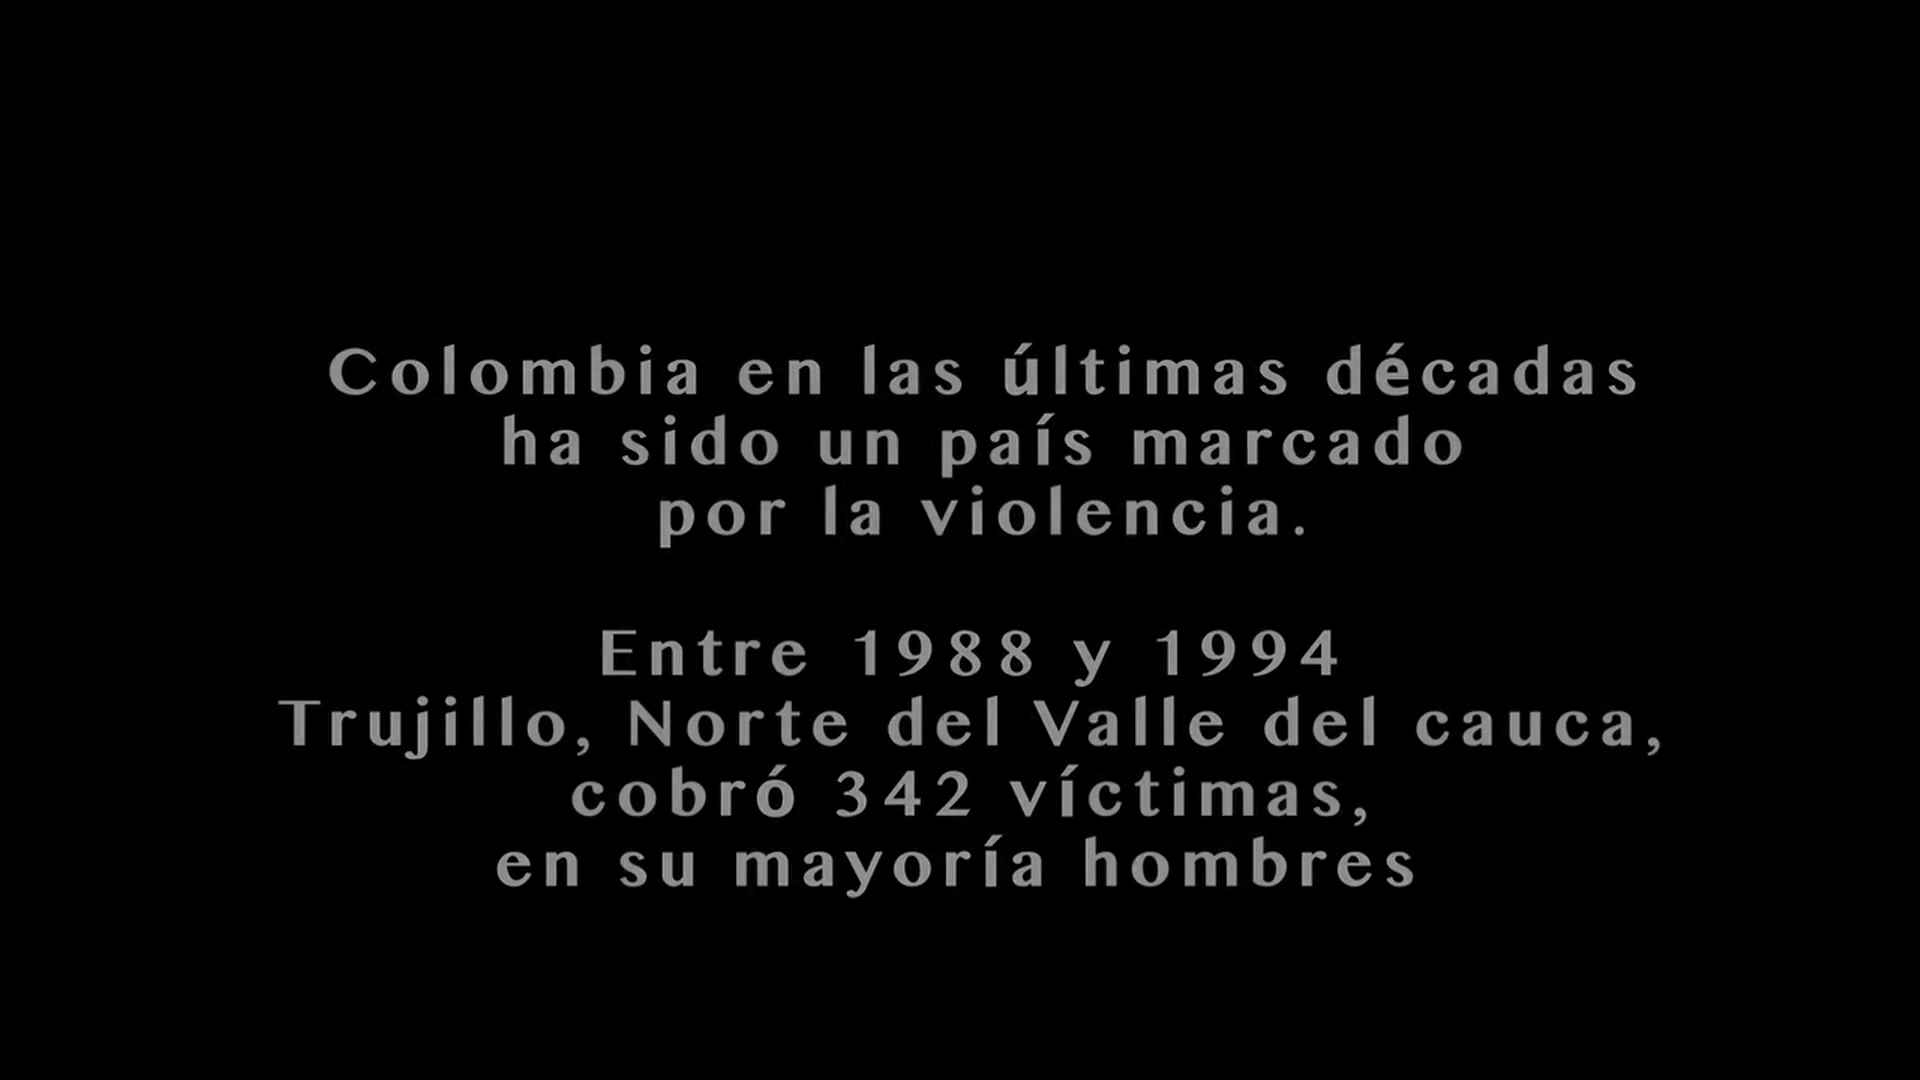 Colombia en las últimas décadas
ha sido un país marcado
por la violencia.
Entre 1988 y 1994
Trujillo, Norte del Valle del cauca,
cobró 342 víctimas,
en su mayoría hombres